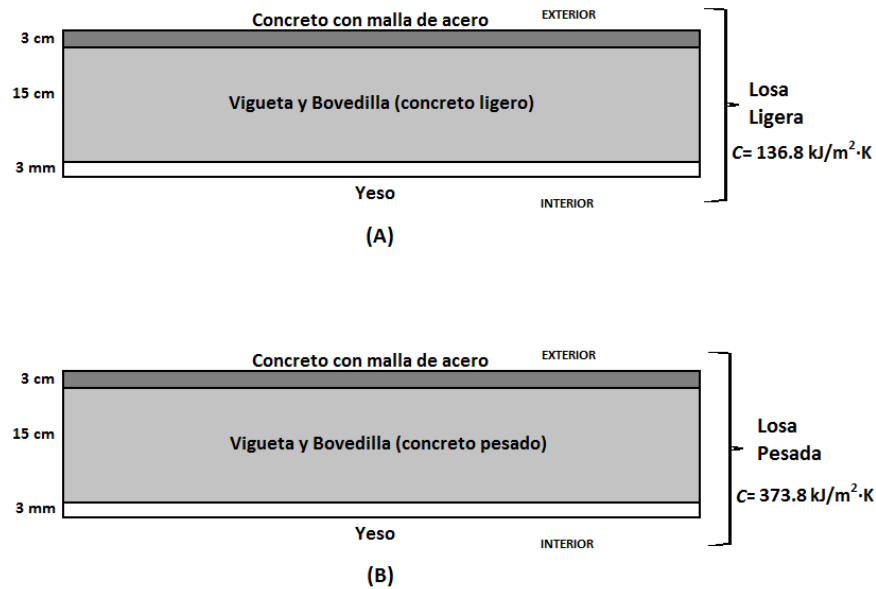 Concreto con malla de acero
EXTERIOR
3 cm
15 cm
Vigueta y Bovedilla (concreto ligero)
Losa
Ligera
C= 136.8 kJ/m²·K
3 mm
Yeso
INTERIOR
(A)
Concreto con malla de acero
EXTERIOR
3 cm
15 cm
Vigueta y Bovedilla (concreto pesado)
Losa
Pesada
C= 373.8 kJ/m²·K
3 mm
Yeso
INTERIOR
(B)